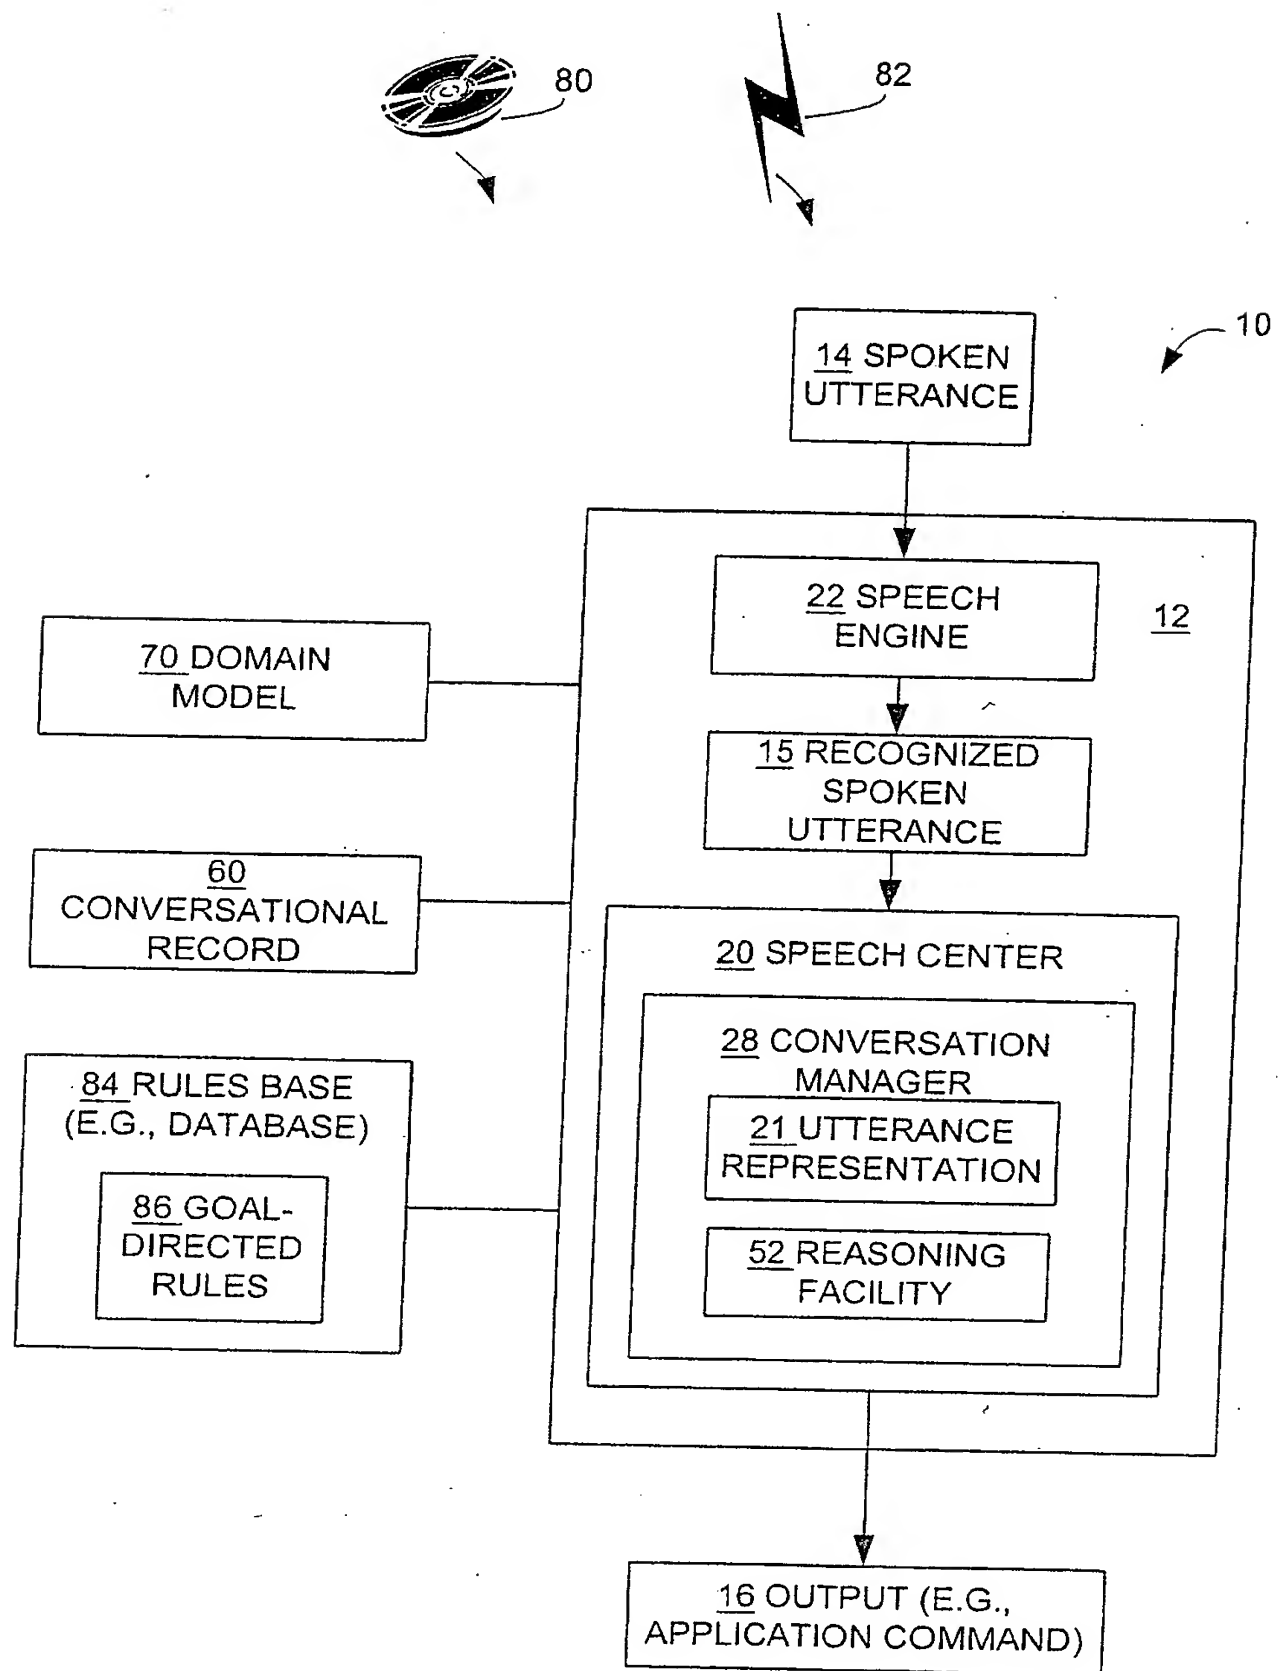 80
82
10
14 SPOKEN
UTTERANCE
12
22 SPEECH
ENGINE
70 DOMAIN
MODEL
15 RECOGNIZED
SPOKEN
UTTERANCE
60
CONVERSATIONAL
RECORD
20 SPEECH CENTER
28 CONVERSATION
MANAGER
84 RULES BASE
(E.G., DATABASE)
21 UTTERANCE
REPRESENTATION
86 GOAL-
DIRECTED
RULES
52 REASONING
FACILITY
16 OUTPUT (E.G.,
APPLICATION COMMAND)